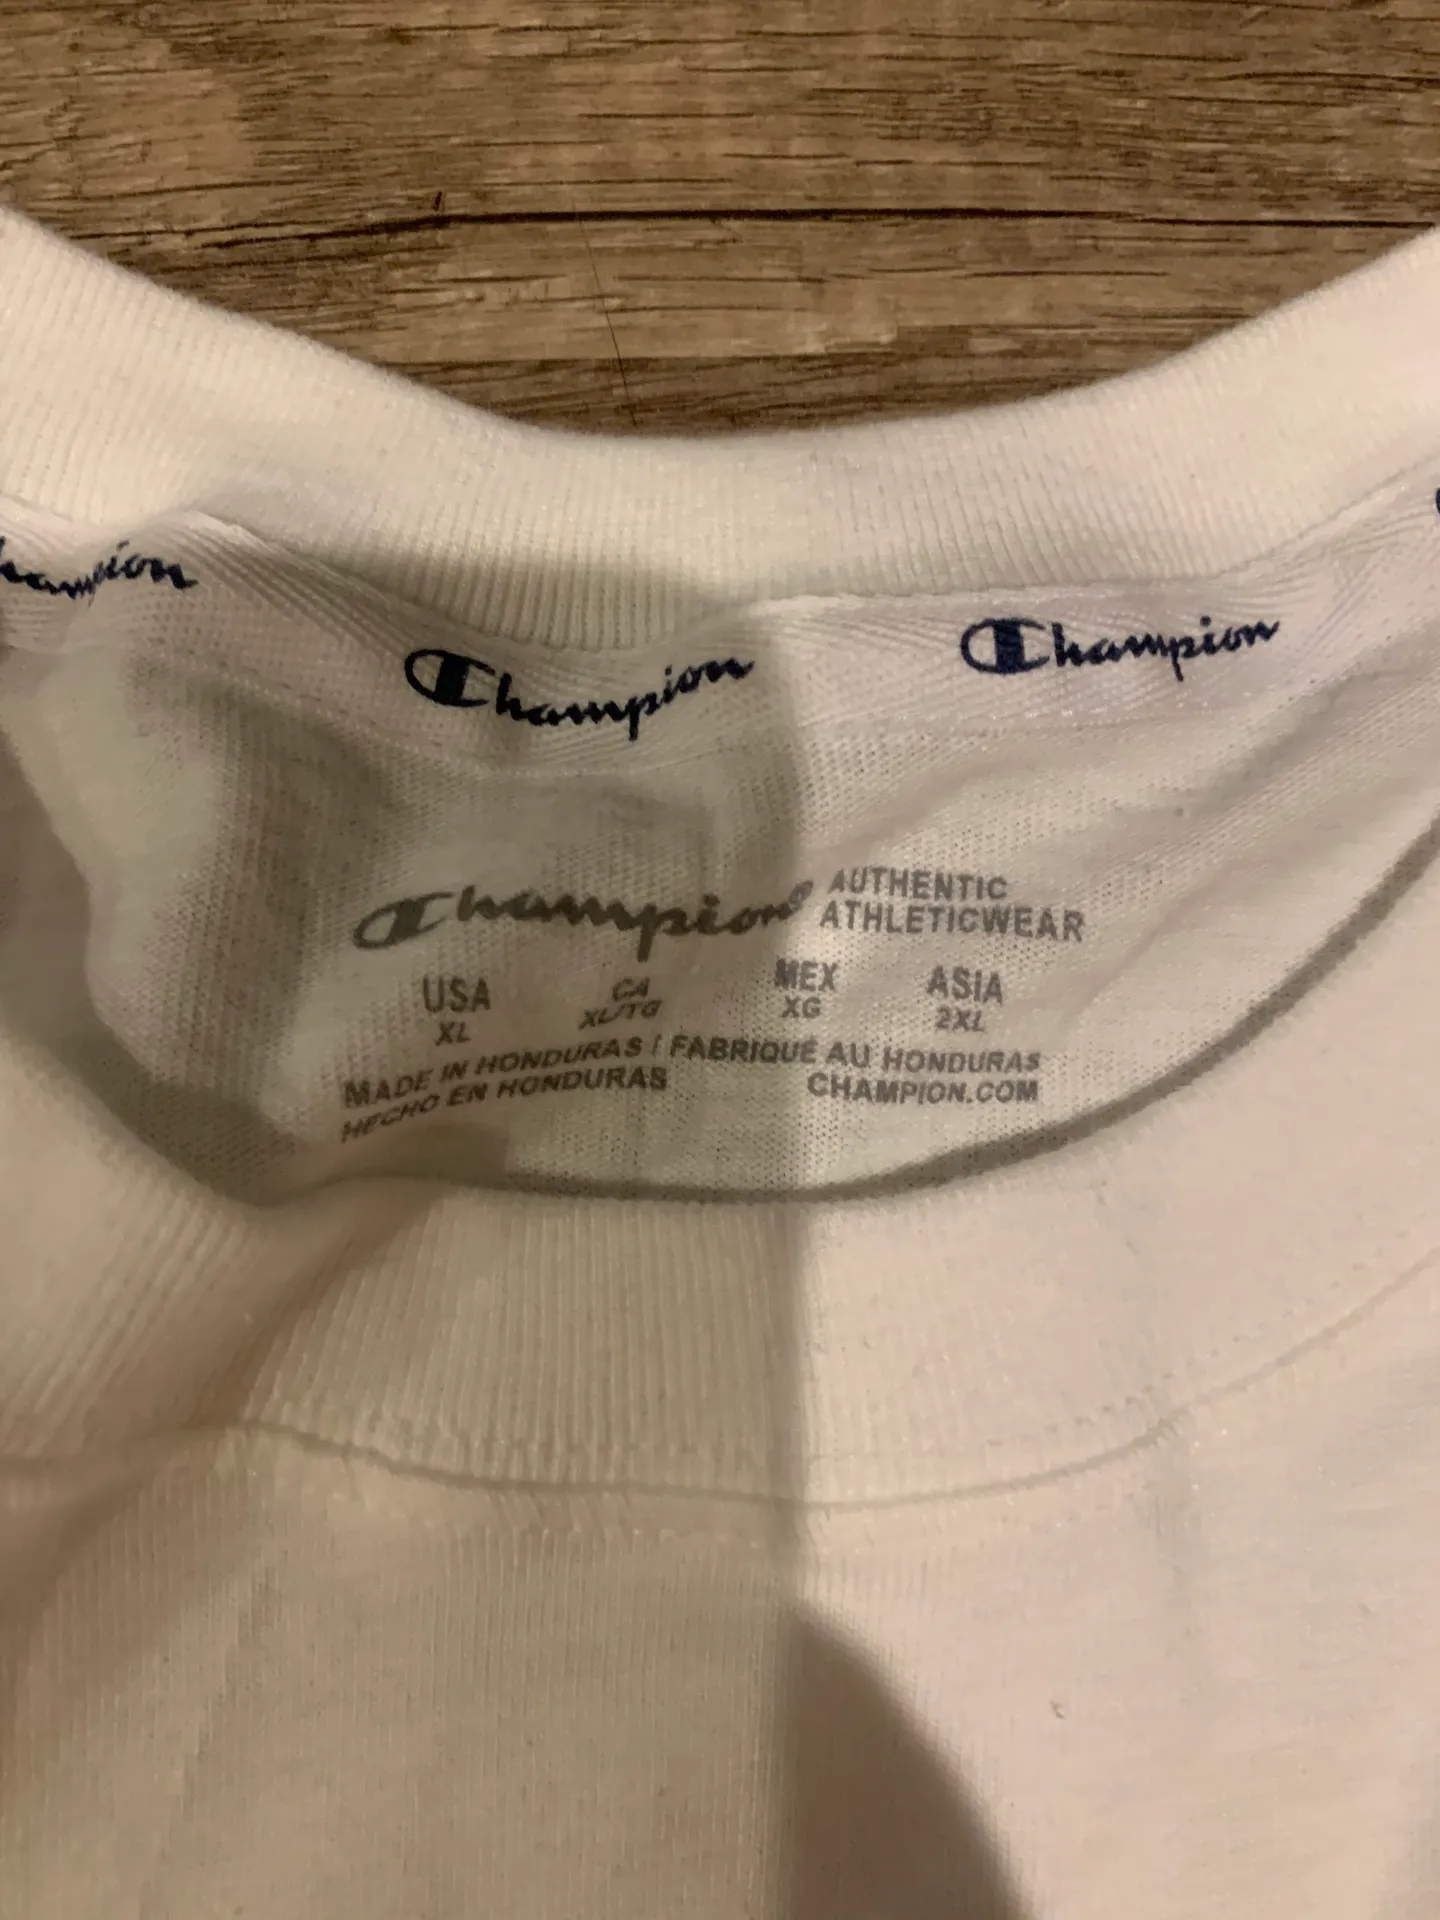 Champion
Champion Champion
Champion® AUTHENTIC
ATHLETICWEAR
USA CA MEX ASIA
XL XL/TG XG 2XL
MADE IN HONDURAS / FABRIQUÉ AU HONDURAS
HECHO EN HONDURAS CHAMPION.COM